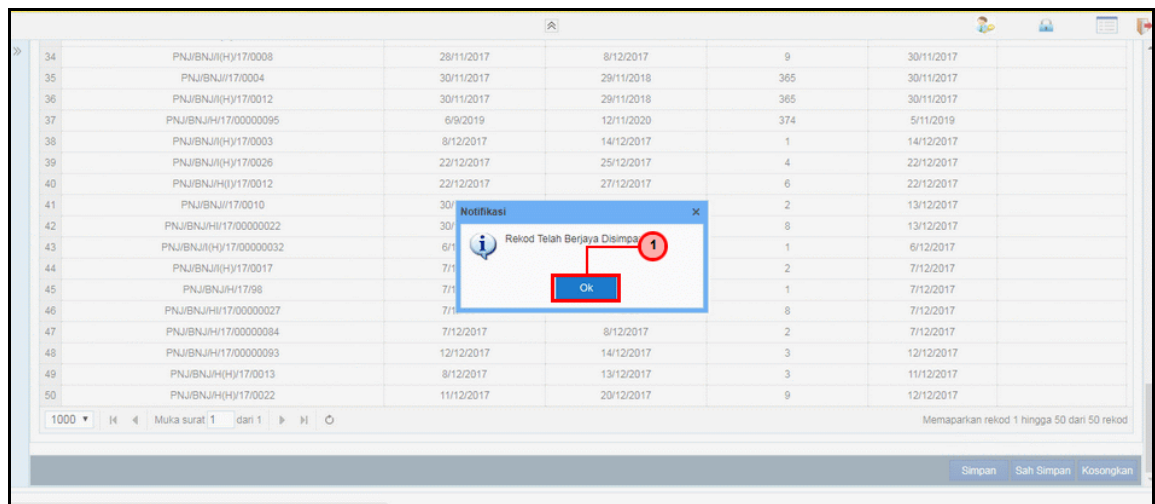 34 PNJ/BNJ/I(H)/17/0008 28/11/2017 8/12/2017 9 30/11/2017
35 PNJ/BNJ//17/0004 30/11/2017 29/11/2018 365 30/11/2017
36 PNJ/BNJ/I(H)/17/0012 30/11/2017 29/11/2018 365 30/11/2017
37 PNJ/BNJ/H/17/00000095 6/9/2019 12/11/2020 374 5/11/2019
38 PNJ/BNJ/I(H)/17/0003 8/12/2017 14/12/2017 1 14/12/2017
39 PNJ/BNJ/I(H)/17/0026 22/12/2017 25/12/2017 4 22/12/2017
40 PNJ/BNJ/H(I)/17/0012 22/12/2017 27/12/2017 6 22/12/2017
41 PNJ/BNJ//17/0010 30/ 2 13/12/2017
Notifikasi x
42 PNJ/BNJ/HI/17/00000022 30/ 8 13/12/2017
Rekod Telah Berjaya 1
43 PNJ/BNJ/I(H)/17/00000032 6/1 1 6/12/2017
44 PNJ/BNJ/I(H)/17/0017 7/1 2 7/12/2017
45 PNJ/BNJ/H/17/98 7/1 1 7/12/2017
Ok
46 PNJ/BNJ/HI/17/00000027 7/1 8 7/12/2017
47 PNJ/BNJ/H/17/00000084 7/12/2017 8/12/2017 2 7/12/2017
48 PNJ/BNJ/H/17/00000093 12/12/2017 14/12/2017 3 12/12/2017
49 PNJ/BNJ/H(H)/17/0013 8/12/2017 13/12/2017 3 11/12/2017
50 PNJ/BNJ/H(H)/17/0022 11/12/2017 20/12/2017 9 12/12/2017
1000 Muka surat 1 dari 1 Memaparkan rekod 1 hingga 50 dari 50 rekod
Simpan Sah Simpan Kosongkan